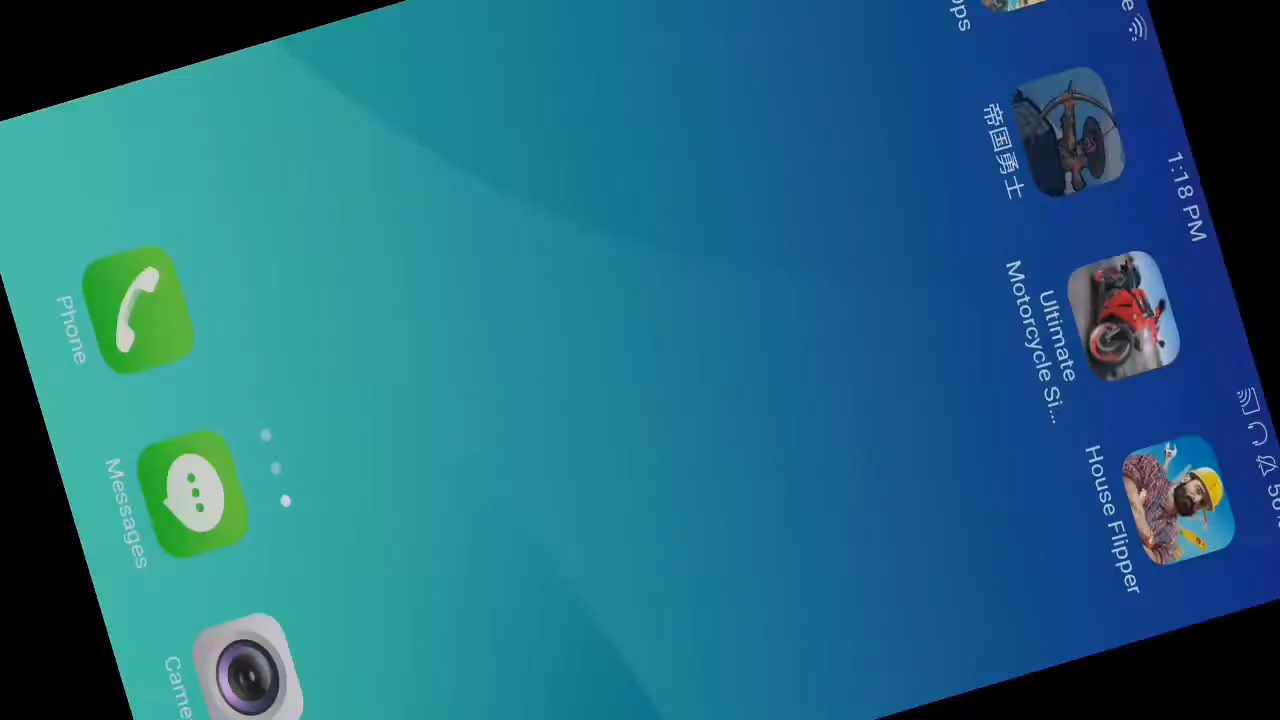 1:18 PM
帝国勇士
Ultimate
Motorcycle Si...
House Flipper
Phone
Messages